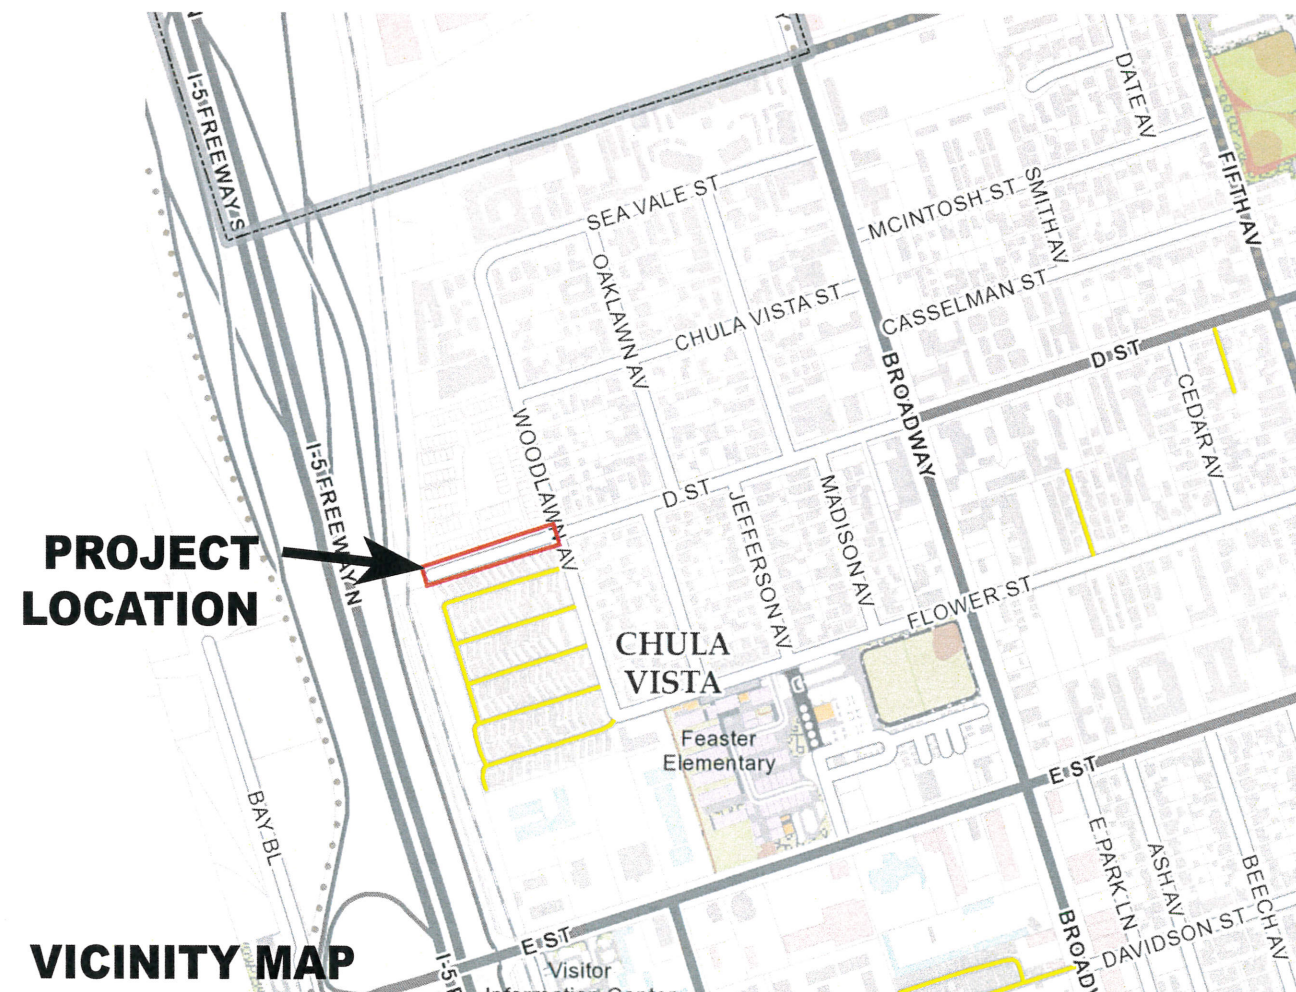 I-5 FREEWAY S
DATE AV
FIFTH AV
SEA VALE ST
MCINTOSH ST
SMITH AV
OAKLAWN AV
CHULA VISTA ST
CASSELMAN ST
D ST
BROADWAY
CEDAR AV
WOODLAWN AV
I-5 FREEWAY N
D ST
JEFFERSON AV
MADISON AV
PROJECT
LOCATION
FLOWER ST
CHULA
VISTA
Feaster
Elementary
E ST
BAY BL
E PARK LN
ASH AV
BEECH AV
DAVIDSON ST
E ST
VICINITY MAP
Visitor
Information Center